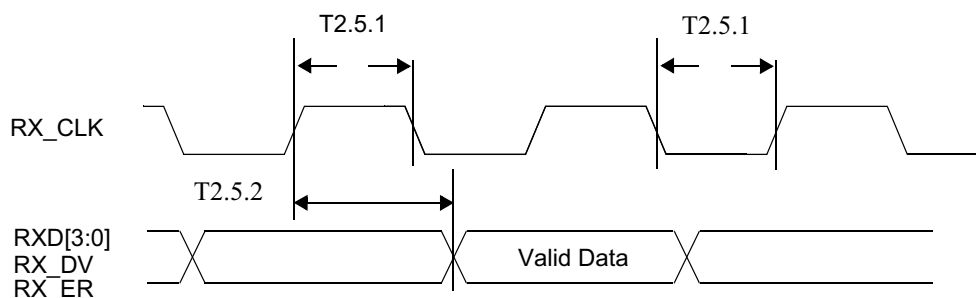 T2.5.1
T2.5.1
RX_CLK
T2.5.2
RXD[3:0]
RX_DV
Valid Data
RX_ER